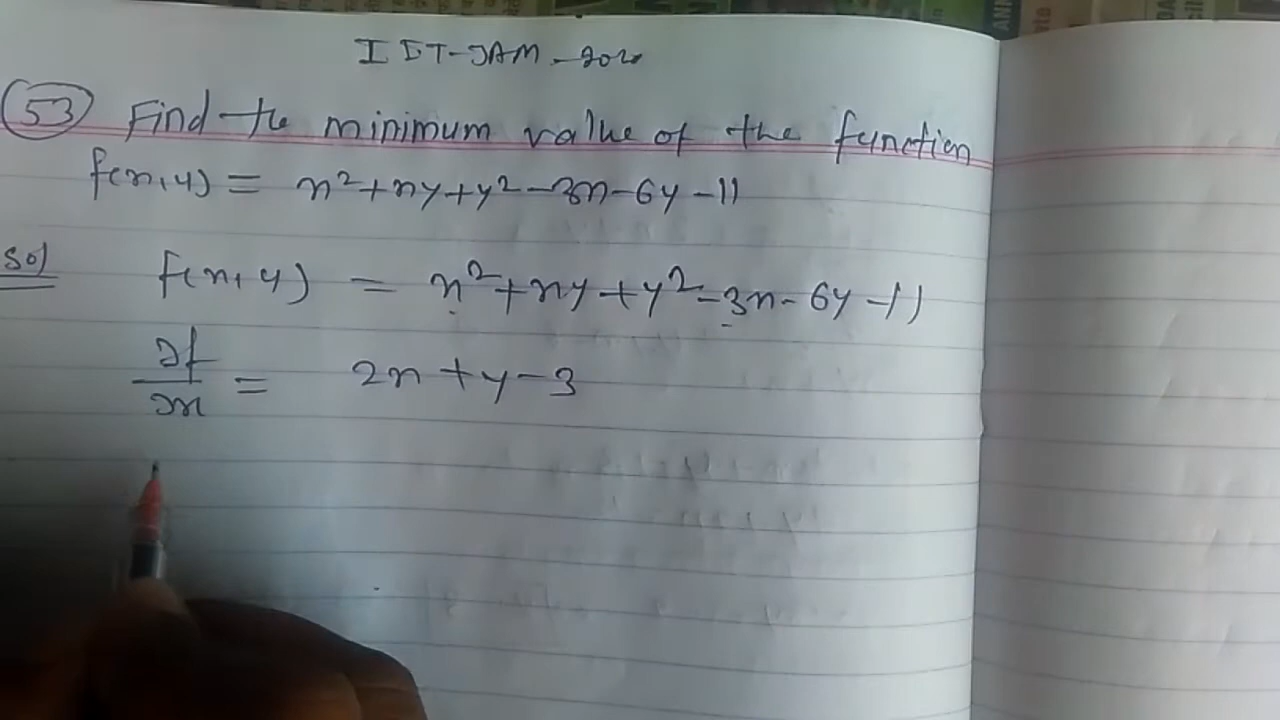 IIT-JAM-202
53 Find the minimum value of the function
f(x,y) = x²+xy+y²-3x-6y-11
Sol f(x,y) = x²+xy+y²-3x-6y-11
∂f/∂x = 2x+y-3